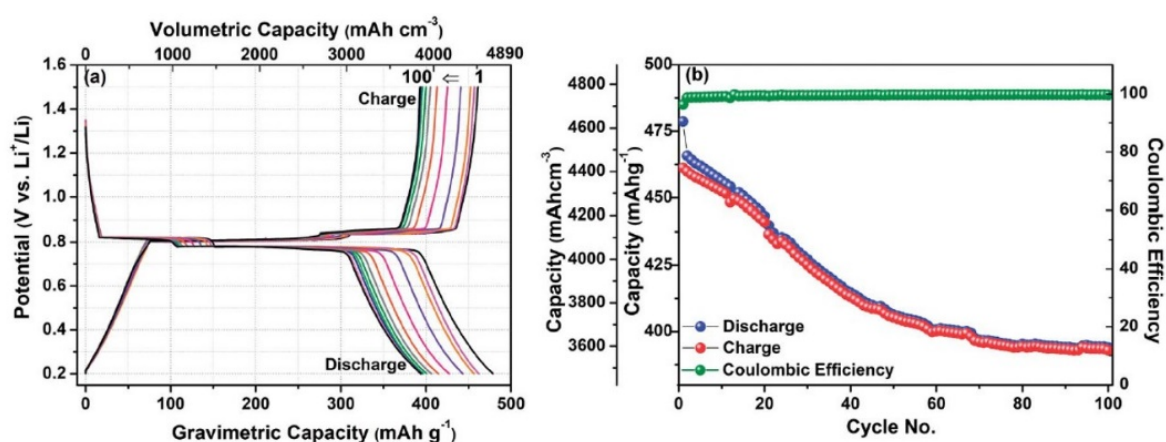 Volumetric Capacity (mAh cm-3)
0 1000 2000 3000 4000 4890
(a)
100 ⇐ 1
Charge
Discharge
1.6
1.4
1.2
1.0
0.8
0.6
0.4
0.2
Potential (V vs. Li+/Li)
0 100 200 300 400 500
Gravimetric Capacity (mAh g-1)
4800
4600
4400
4200
4000
3800
3600
Capacity (mAhcm-3)
500
475
450
425
400
Capacity (mAhg-1)
(b)
Discharge
Charge
Coulombic Efficiency
100
80
60
40
20
0
Coulombic Efficiency
0 20 40 60 80 100
Cycle No.